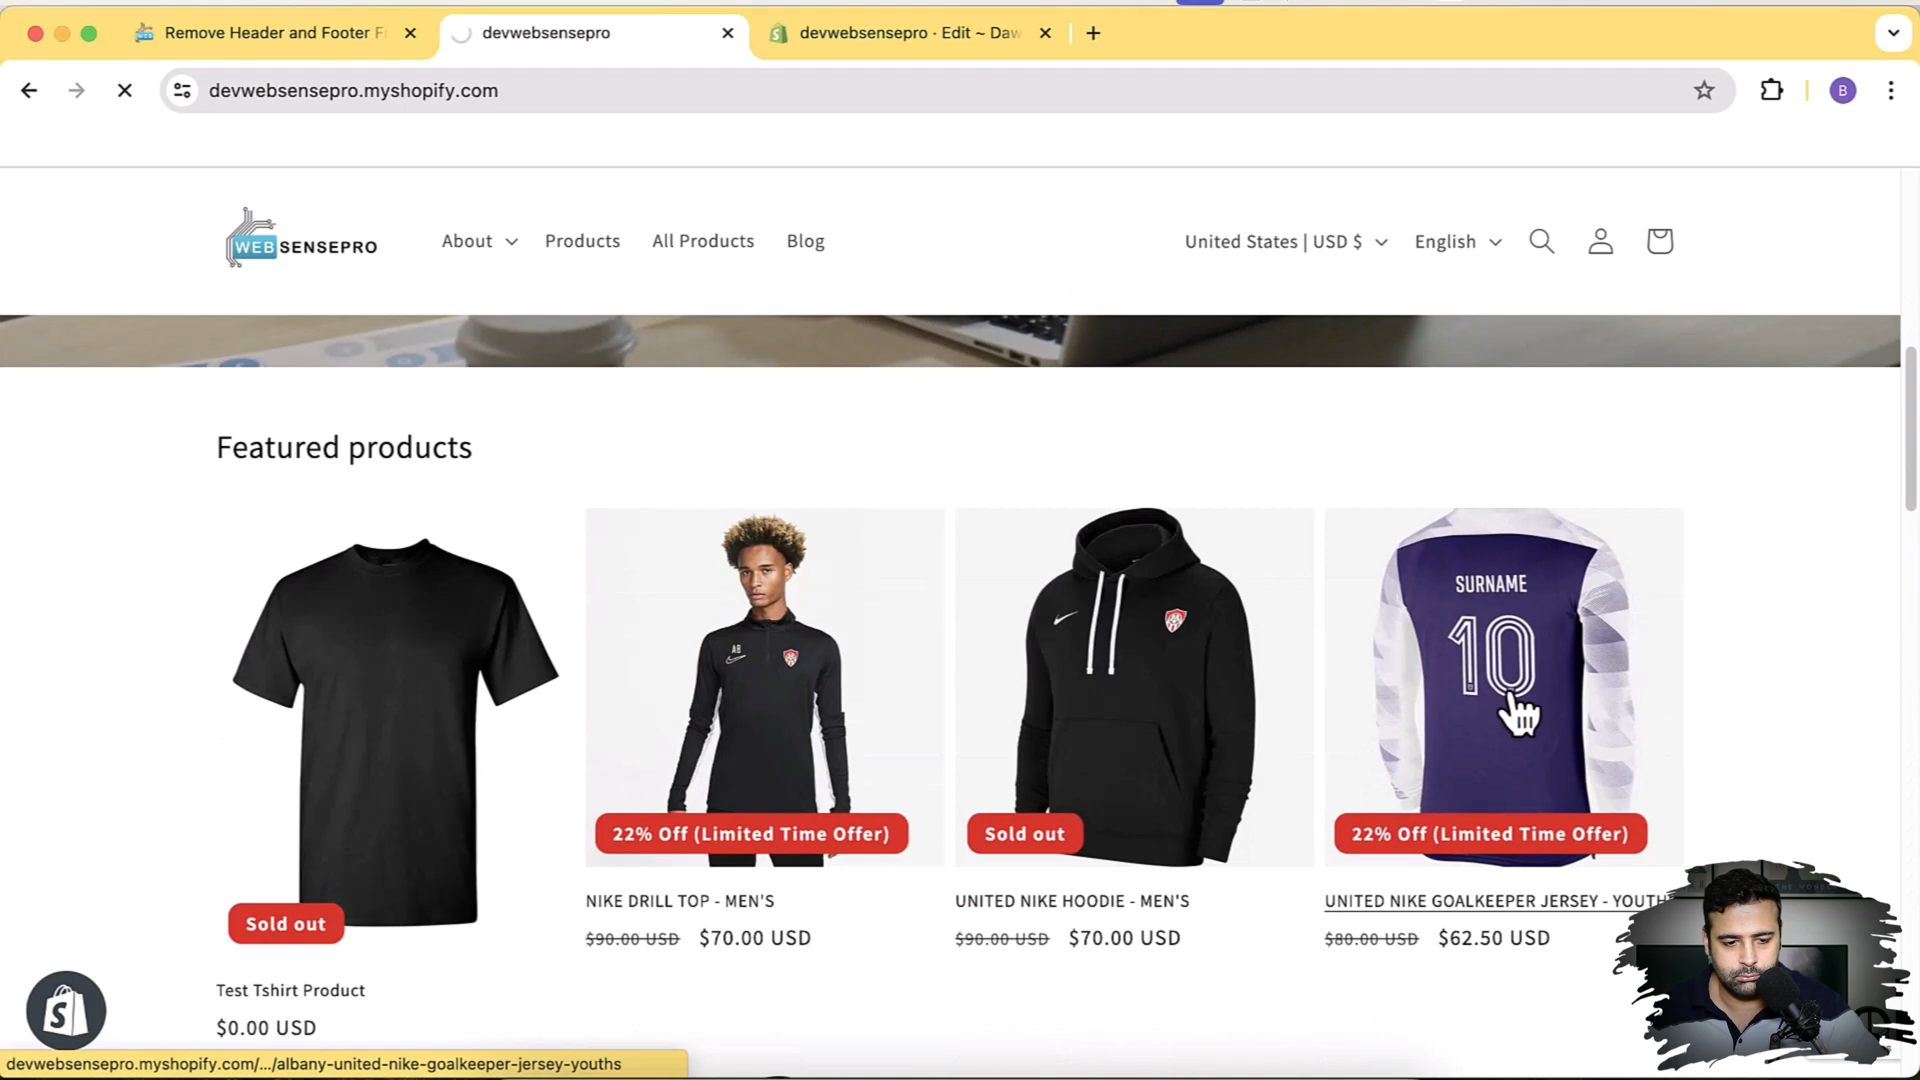 Remove Header and Footer F
devwebsensepro
devwebsensepro · Edit ~ Daw
devwebsensepro.myshopify.com
B
WEBSENSEPRO
About
Products
All Products
Blog
United States | USD $
English
Featured products
SURNAME
10
AB
22% Off (Limited Time Offer)
Sold out
22% Off (Limited Time Offer)
Sold out
NIKE DRILL TOP - MEN'S
UNITED NIKE HOODIE - MEN'S
UNITED NIKE GOALKEEPER JERSEY - YOUTH
$90.00 USD $70.00 USD
$90.00 USD $70.00 USD
$80.00 USD $62.50 USD
Test Tshirt Product
$0.00 USD
devwebsensepro.myshopify.com/.../albany-united-nike-goalkeeper-jersey-youths